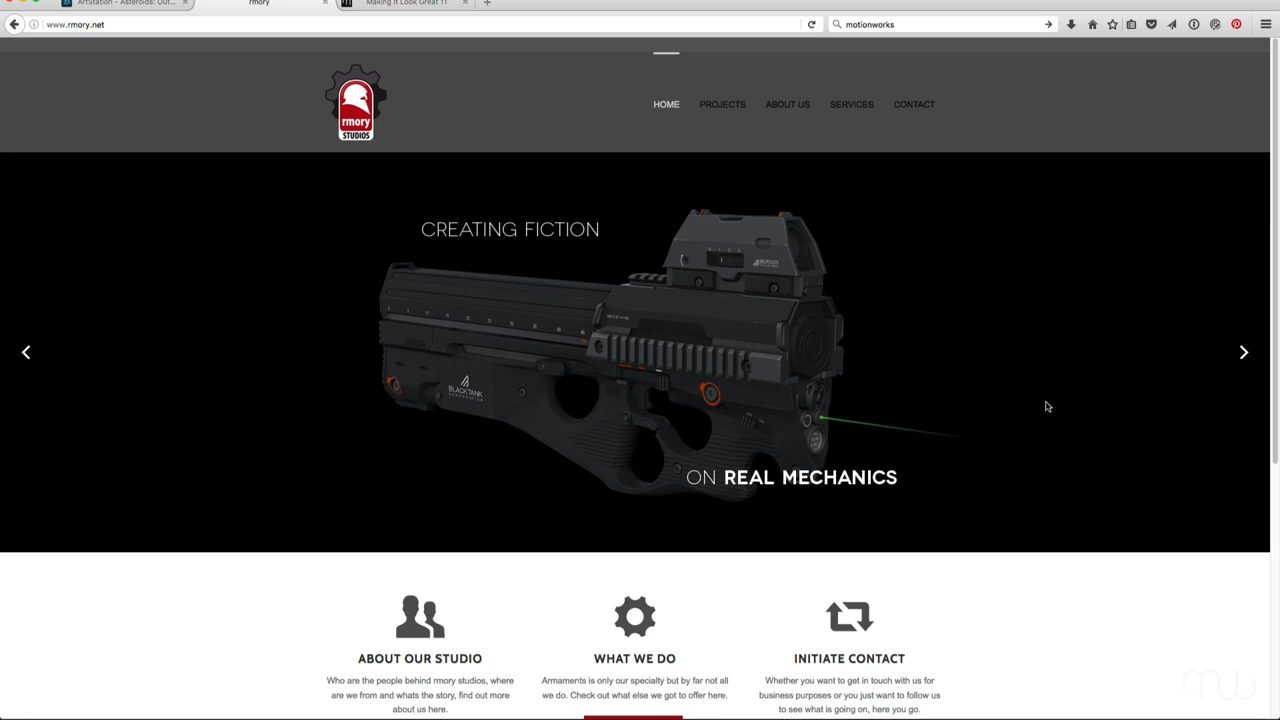 ArtStation - Asteroids: Out...
rmory
Making It Look Great 11
www.rmory.net
motionworks
rmory
STUDIOS
HOME
PROJECTS
ABOUT US
SERVICES
CONTACT
CREATING FICTION
BLACKTANK
CORPORATION
ON REAL MECHANICS
ABOUT OUR STUDIO
Who are the people behind rmory studios, where
are we from and whats the story, find out more
about us here.
WHAT WE DO
Armaments is only our specialty but by far not all
we do. Check out what else we got to offer here.
INITIATE CONTACT
Whether you want to get in touch with us for
business purposes or you just want to follow us
to see what is going on, here you go.
mw